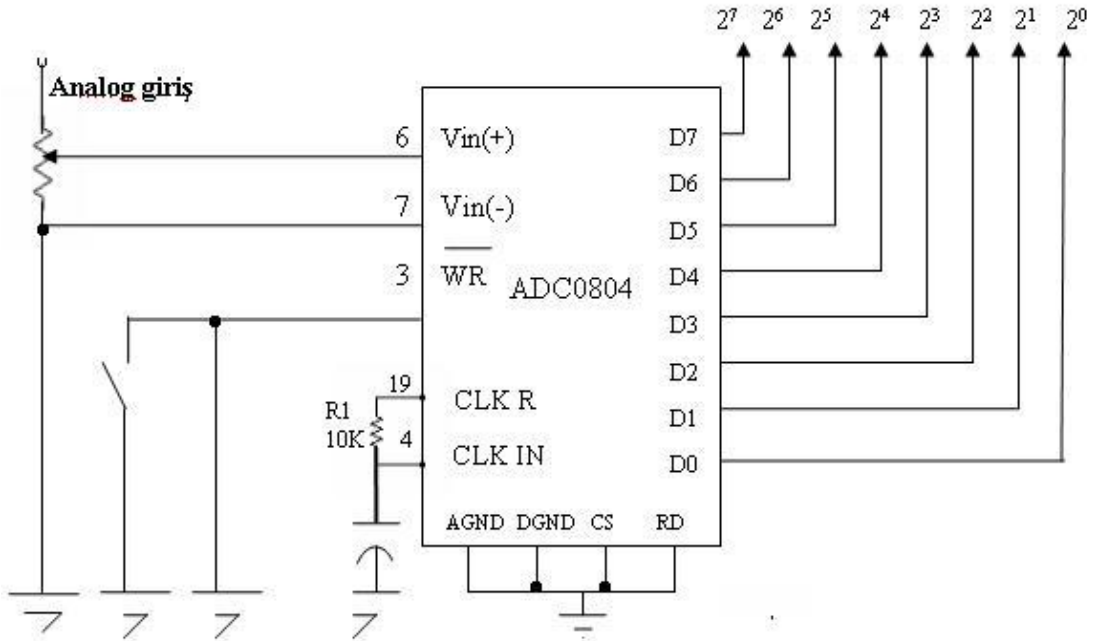 2⁷ 2⁶ 2⁵ 2⁴ 2³ 2² 2¹ 2⁰
Analog giriş
6 Vin(+) D7
D6
7 Vin(-) D5
3 WR ADC0804 D4
D3
D2
19 CLK R D1
R1
10K
4 CLK IN D0
AGND DGND CS RD